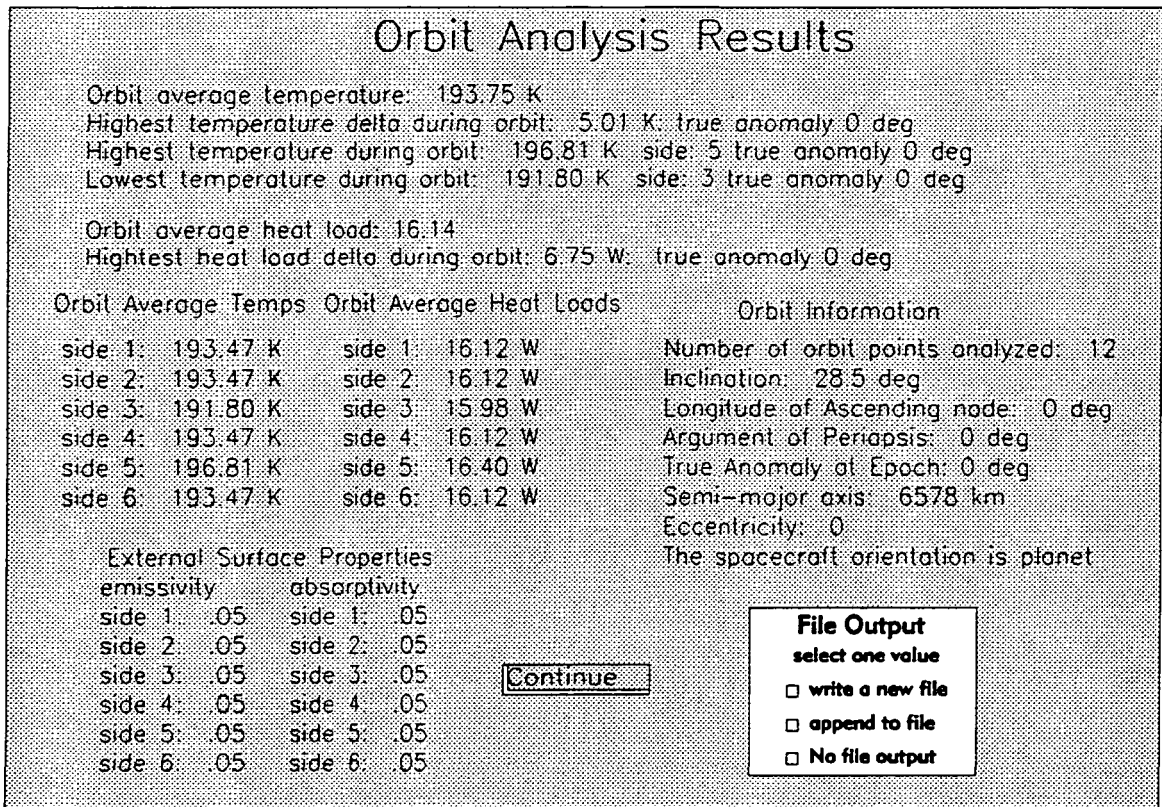 Orbit Analysis Results
Orbit average temperature: 193.75 K
Highest temperature delta during orbit: 5.01 K: true anomaly 0 deg
Highest temperature during orbit: 196.81 K side: 5 true anomaly 0 deg
Lowest temperature during orbit: 191.80 K side: 3 true anomaly 0 deg
Orbit average heat load: 16.14
Hightest heat load delta during orbit: 6.75 W: true anomaly 0 deg
Orbit Average Temps Orbit Average Heat Loads
side 1: 193.47 K side 1: 16.12 W
side 2: 193.47 K side 2: 16.12 W
side 3: 191.80 K side 3: 15.98 W
side 4: 193.47 K side 4: 16.12 W
side 5: 196.81 K side 5: 16.40 W
side 6: 193.47 K side 6: 16.12 W
Orbit Information
Number of orbit points analyzed: 12
Inclination: 28.5 deg
Longitude of Ascending node: 0 deg
Argument of Periapsis: 0 deg
True Anomaly at Epoch: 0 deg
Semi-major axis: 6578 km
Eccentricity: 0
The spacecraft orientation is planet
External Surface Properties
emissivity absorptivity
side 1: .05 side 1: .05
side 2: .05 side 2: .05
side 3: .05 side 3: .05
side 4: .05 side 4: .05
side 5: .05 side 5: .05
side 6: .05 side 6: .05
Continue
File Output
select one value
□ write a new file
□ append to file
□ No file output